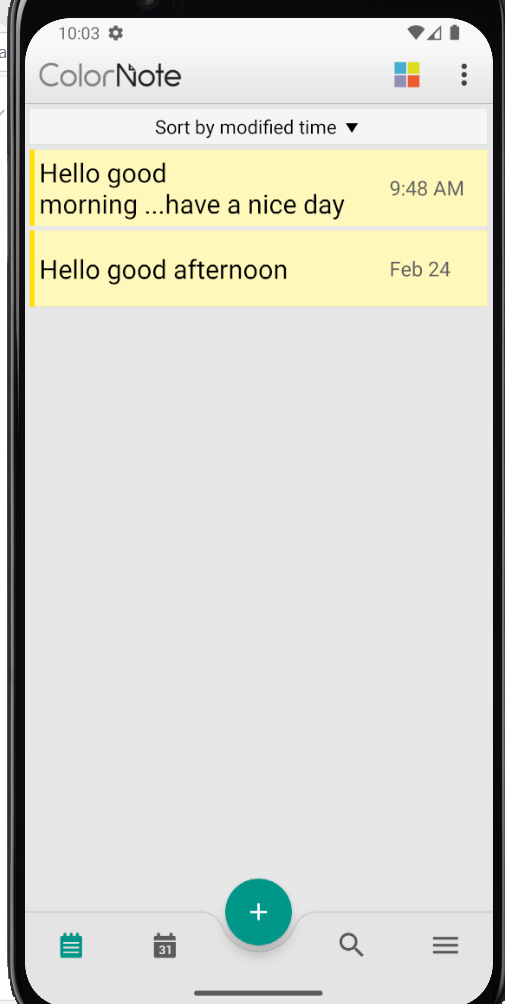 10:03
ColorNote
Sort by modified time ▼
Hello good
morning ...have a nice day
9:48 AM
Hello good afternoon
Feb 24
+
31